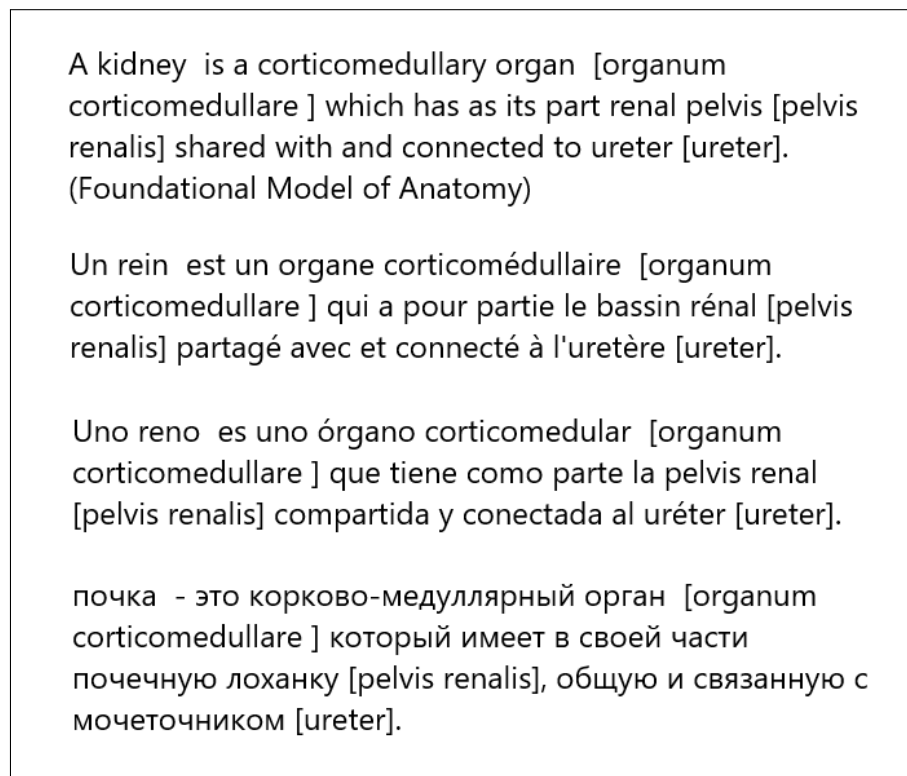 A kidney  is a corticomedullary organ  [organum
corticomedullare ] which has as its part renal pelvis [pelvis
renalis] shared with and connected to ureter [ureter].
(Foundational Model of Anatomy)
Un rein  est un organe corticomédullaire  [organum
corticomedullare ] qui a pour partie le bassin rénal [pelvis
renalis] partagé avec et connecté à l'uretère [ureter].
Uno reno  es uno órgano corticomedular  [organum
corticomedullare ] que tiene como parte la pelvis renal
[pelvis renalis] compartida y conectada al uréter [ureter].
почка  - это корково-медуллярный орган  [organum
corticomedullare ] который имеет в своей части
почечную лоханку [pelvis renalis], общую и связанную с
мочеточником [ureter].